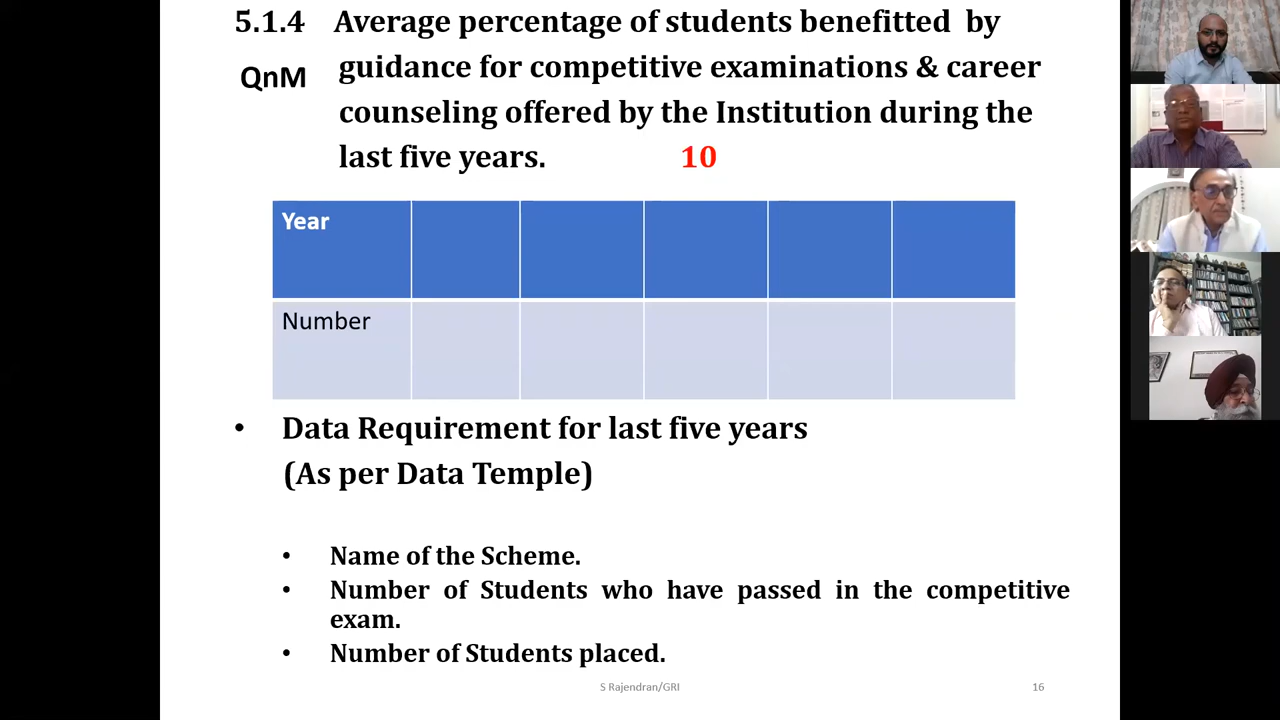 5.1.4 Average percentage of students benefitted by
QnM guidance for competitive examinations & career
counseling offered by the Institution during the
last five years. 10
Year
Number
• Data Requirement for last five years
(As per Data Temple)
• Name of the Scheme.
• Number of Students who have passed in the competitive
exam.
• Number of Students placed.
S Rajendran/GRI 16